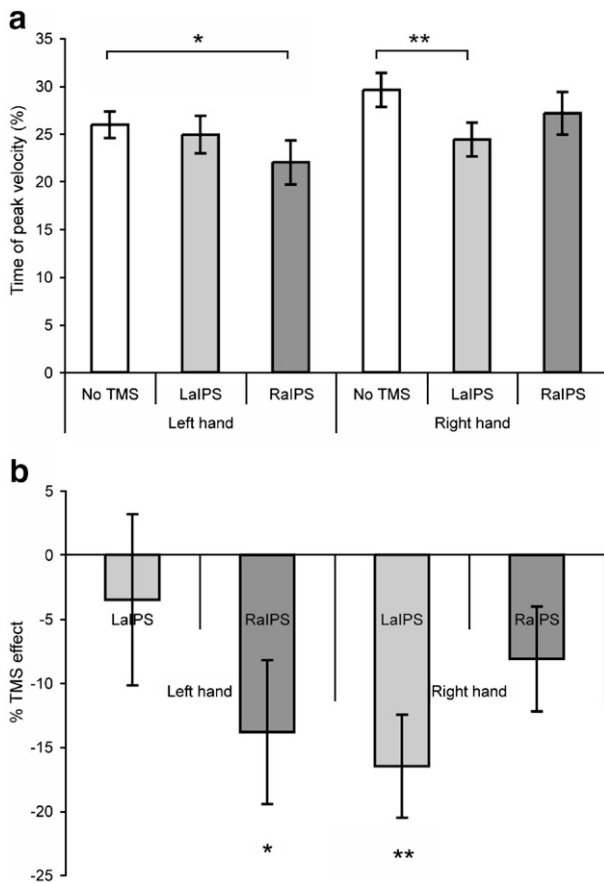 a
Time of peak velocity (%)
35
30
25
20
15
10
5
0
*
**
No TMS LaIPS RaIPS No TMS LaIPS RaIPS
Left hand Right hand
b
% TMS effect
5
0
-5
-10
-15
-20
-25
LaIPS RaIPS LaIPS RaIPS
Left hand Right hand
* **